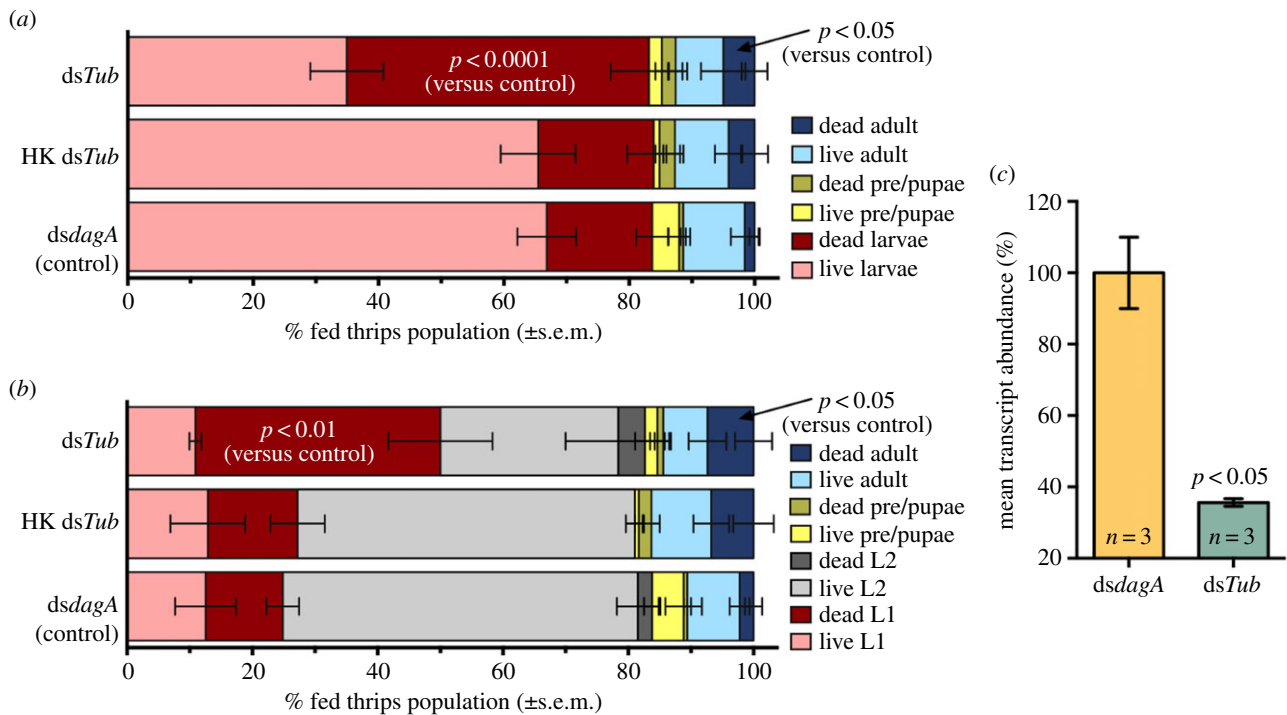 (a)
dsTub
p < 0.0001
(versus control)
p < 0.05
(versus control)
HK dsTub
dsdagA
(control)
dead adult
live adult
dead pre/pupae
live pre/pupae
dead larvae
live larvae
0 20 40 60 80 100
% fed thrips population (±s.e.m.)
(b)
dsTub
p < 0.01
(versus control)
p < 0.05
(versus control)
HK dsTub
dsdagA
(control)
dead adult
live adult
dead pre/pupae
live pre/pupae
dead L2
live L2
dead L1
live L1
0 20 40 60 80 100
% fed thrips population (±s.e.m.)
(c)
mean transcript abundance (%)
120
100
80
60
40
20
p < 0.05
n = 3 n = 3
dsdagA dsTub